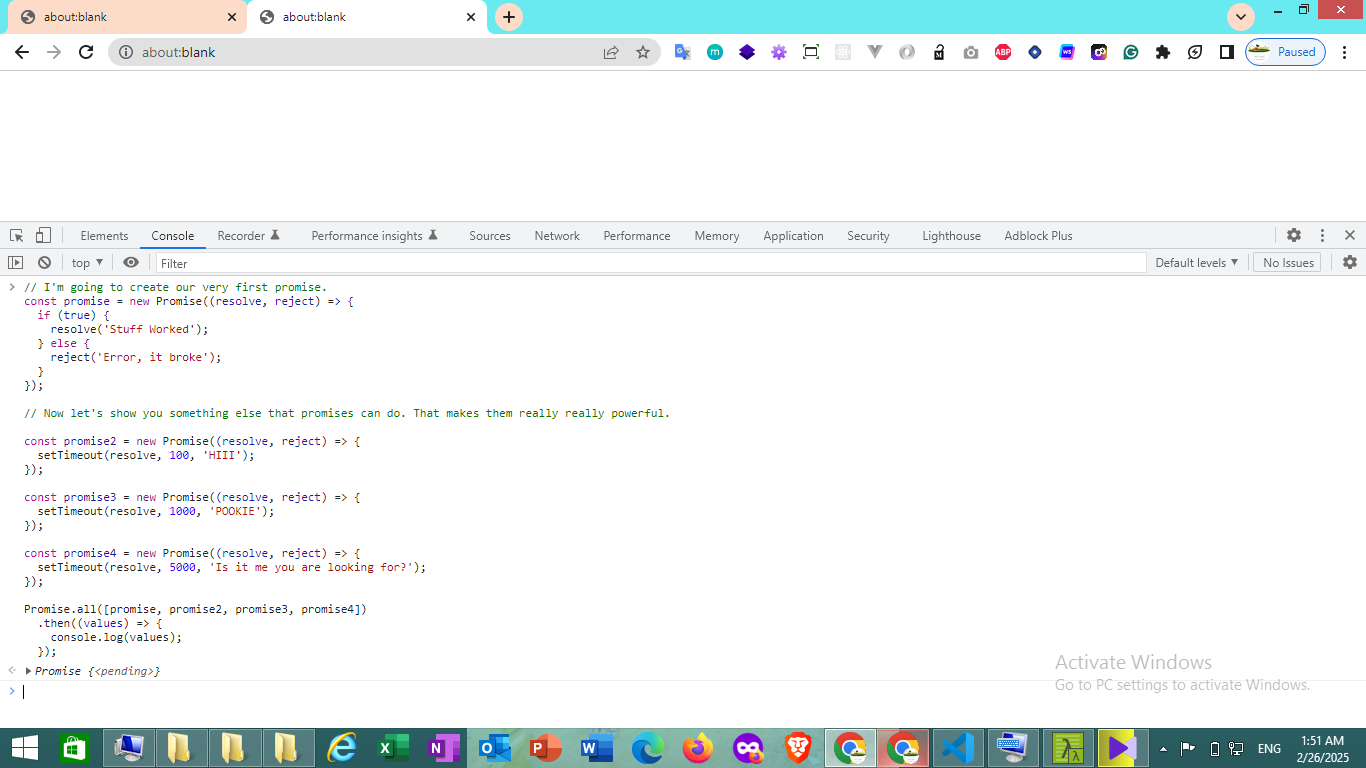 about:blank
about:blank
about:blank
Paused
Elements Console Recorder Performance insights Sources Network Performance Memory Application Security Lighthouse Adblock Plus
top Filter Default levels No Issues
// I'm going to create our very first promise.
const promise = new Promise((resolve, reject) => {
  if (true) {
    resolve('Stuff Worked');
  } else {
    reject('Error, it broke');
  }
});
// Now let's show you something else that promises can do. That makes them really really powerful.
const promise2 = new Promise((resolve, reject) => {
  setTimeout(resolve, 100, 'HIII');
});
const promise3 = new Promise((resolve, reject) => {
  setTimeout(resolve, 1000, 'POOKIE');
});
const promise4 = new Promise((resolve, reject) => {
  setTimeout(resolve, 5000, 'Is it me you are looking for?');
});
Promise.all([promise, promise2, promise3, promise4])
  .then((values) => {
    console.log(values);
  });
Promise {<pending>}
Activate Windows
Go to PC settings to activate Windows.
ENG
1:51 AM
2/26/2025